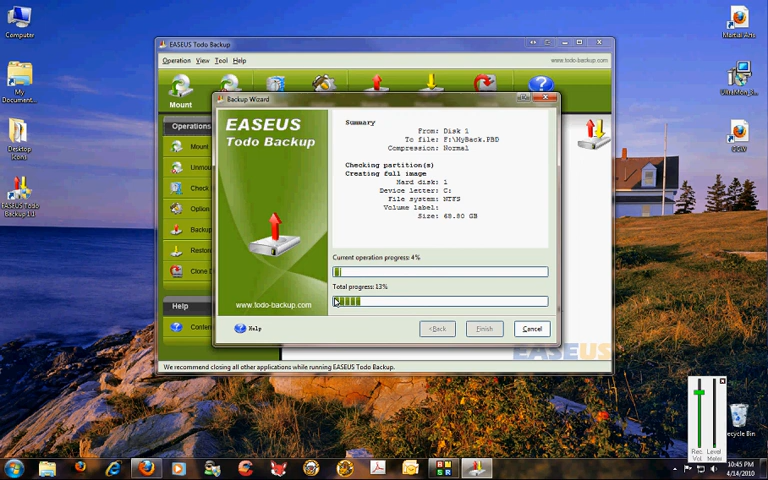 Computer
My
Document...
Desktop
Icons
EASEUS Todo
Backup 1.1
Martial Arts
EASEUS Todo Backup
Operation View Tool Help
www.todo-backup.com
Mount
Operations
Mount
Unmou
Check
Option
Backup
Restore
Clone D
Help
Conten
Backup Wizard
EASEUS
Todo Backup
www.todo-backup.com
Summary
From: Disk 1
To file: F:\MyBack.PBD
Compression: Normal
Checking partition(s)
Creating full image
Hard disk: 1
Device letter: C:
File system: NTFS
Volume label:
Size: 68.80 GB
Current operation progress: 4%
Total progress: 13%
Help
<Back
Finish
Cancel
EASEUS
We recommend closing all other applications while running EASEUS Todo Backup.
Rec Level
Vol Meter
ecycle Bin
10:45 PM
4/14/2010